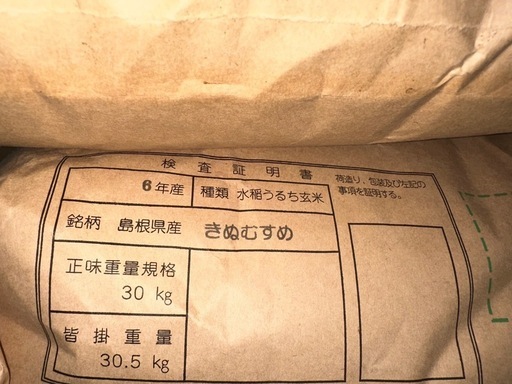 検査証明書
6年産 種類 水稲うるち玄米
銘柄 島根県産 きぬむすめ
正味重量規格
30 kg
皆掛重量
30.5 kg
荷造り、包装及び左記の
事項を証明する。